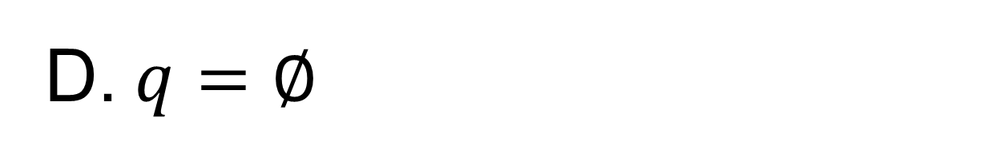 D. q = ∅